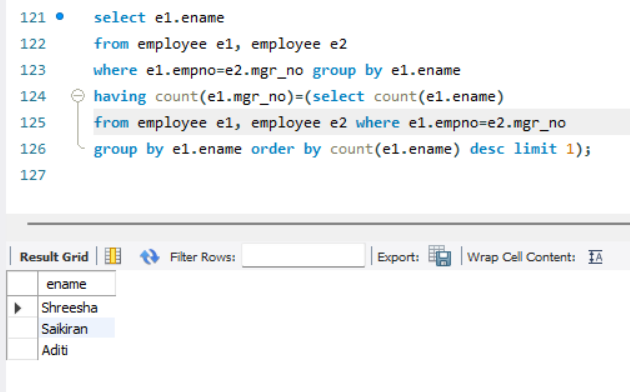 121 select e1.ename
122 from employee e1, employee e2
123 where e1.empno=e2.mgr_no group by e1.ename
124 having count(e1.mgr_no)=(select count(e1.ename)
125 from employee e1, employee e2 where e1.empno=e2.mgr_no
126 group by e1.ename order by count(e1.ename) desc limit 1);
127
Result Grid Filter Rows: Export: Wrap Cell Content: IA
ename
Shreesha
Saikiran
Aditi